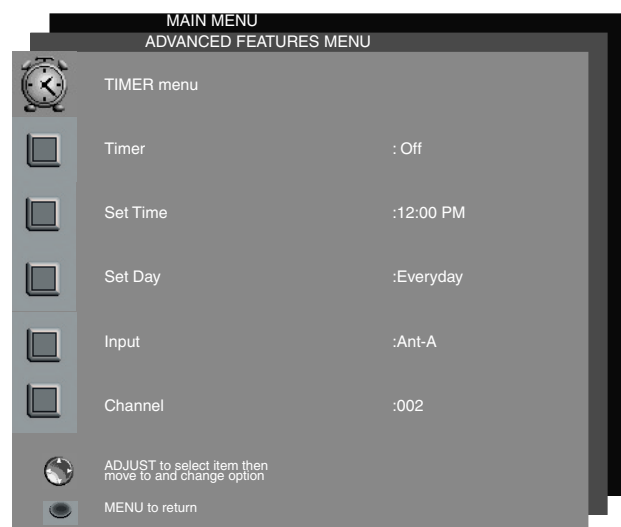 MAIN MENU
ADVANCED FEATURES MENU
TIMER menu
Timer : Off
Set Time :12:00 PM
Set Day :Everyday
Input :Ant-A
Channel :002
ADJUST to select item then
move to and change option
MENU to return